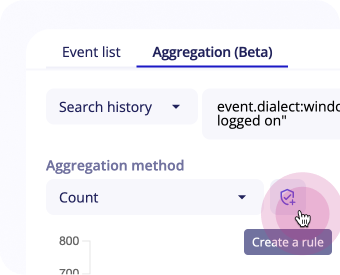 Event list
Aggregation (Beta)
Search history
event.dialect:windo
logged on"
Aggregation method
Count
Create a rule
800
700